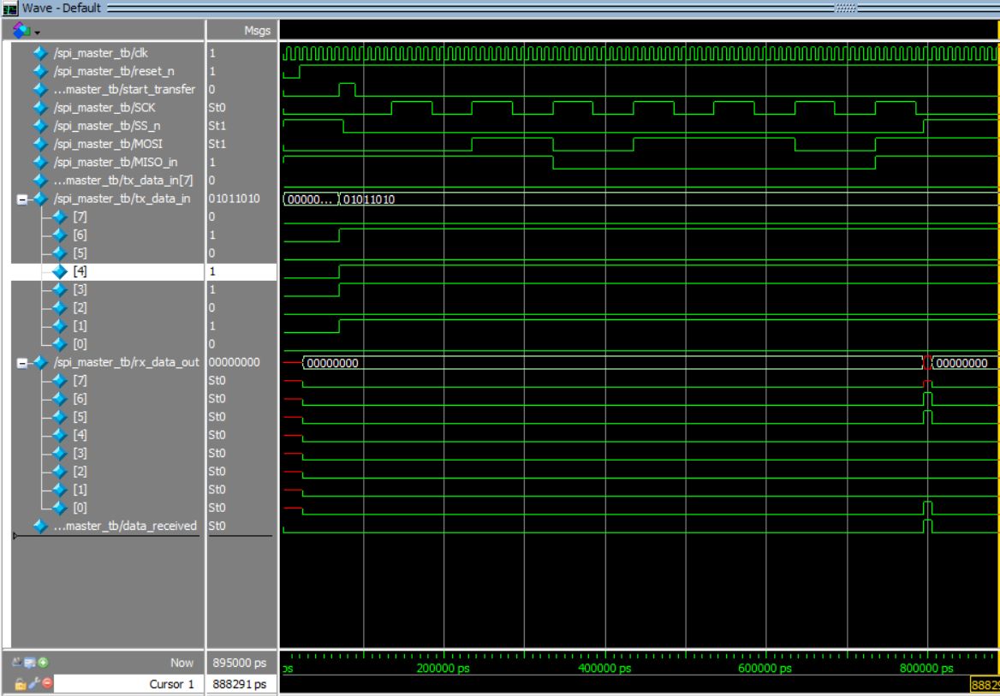 Wave - Default
Msgs
/spi_master_tb/clk 1
/spi_master_tb/reset_n 1
...master_tb/start_transfer 0
/spi_master_tb/SCK St0
/spi_master_tb/SS_n St1
/spi_master_tb/MOSI St1
/spi_master_tb/MISO_in 1
...master_tb/tx_data_in[7] 0
/spi_master_tb/tx_data_in 01011010 00000... 01011010
[7] 0
[6] 1
[5] 0
[4] 1
[3] 1
[2] 0
[1] 1
[0] 0
/spi_master_tb/rx_data_out 00000000 00000000 00000000
[7] St0
[6] St0
[5] St0
[4] St0
[3] St0
[2] St0
[1] St0
[0] St0
...master_tb/data_received St0
Now 895000 ps ps 200000 ps 400000 ps 600000 ps 800000 ps
Cursor 1 888291 ps 88829